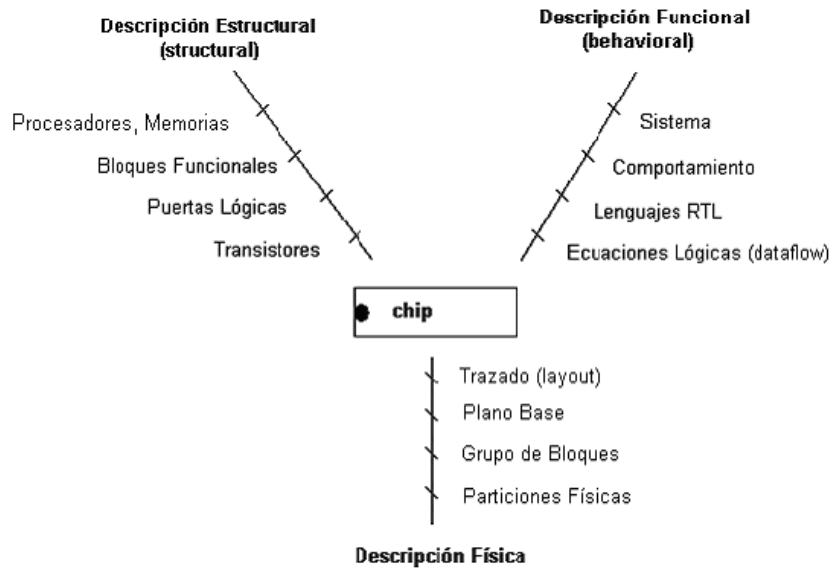 Descripción Estructural
(structural)
Procesadores, Memorias
Bloques Funcionales
Puertas Lógicas
Transistores
Descripción Funcional
(behavioral)
Sistema
Comportamiento
Lenguajes RTL
Ecuaciones Lógicas (dataflow)
chip
Trazado (layout)
Plano Base
Grupo de Bloques
Particiones Físicas
Descripción Física